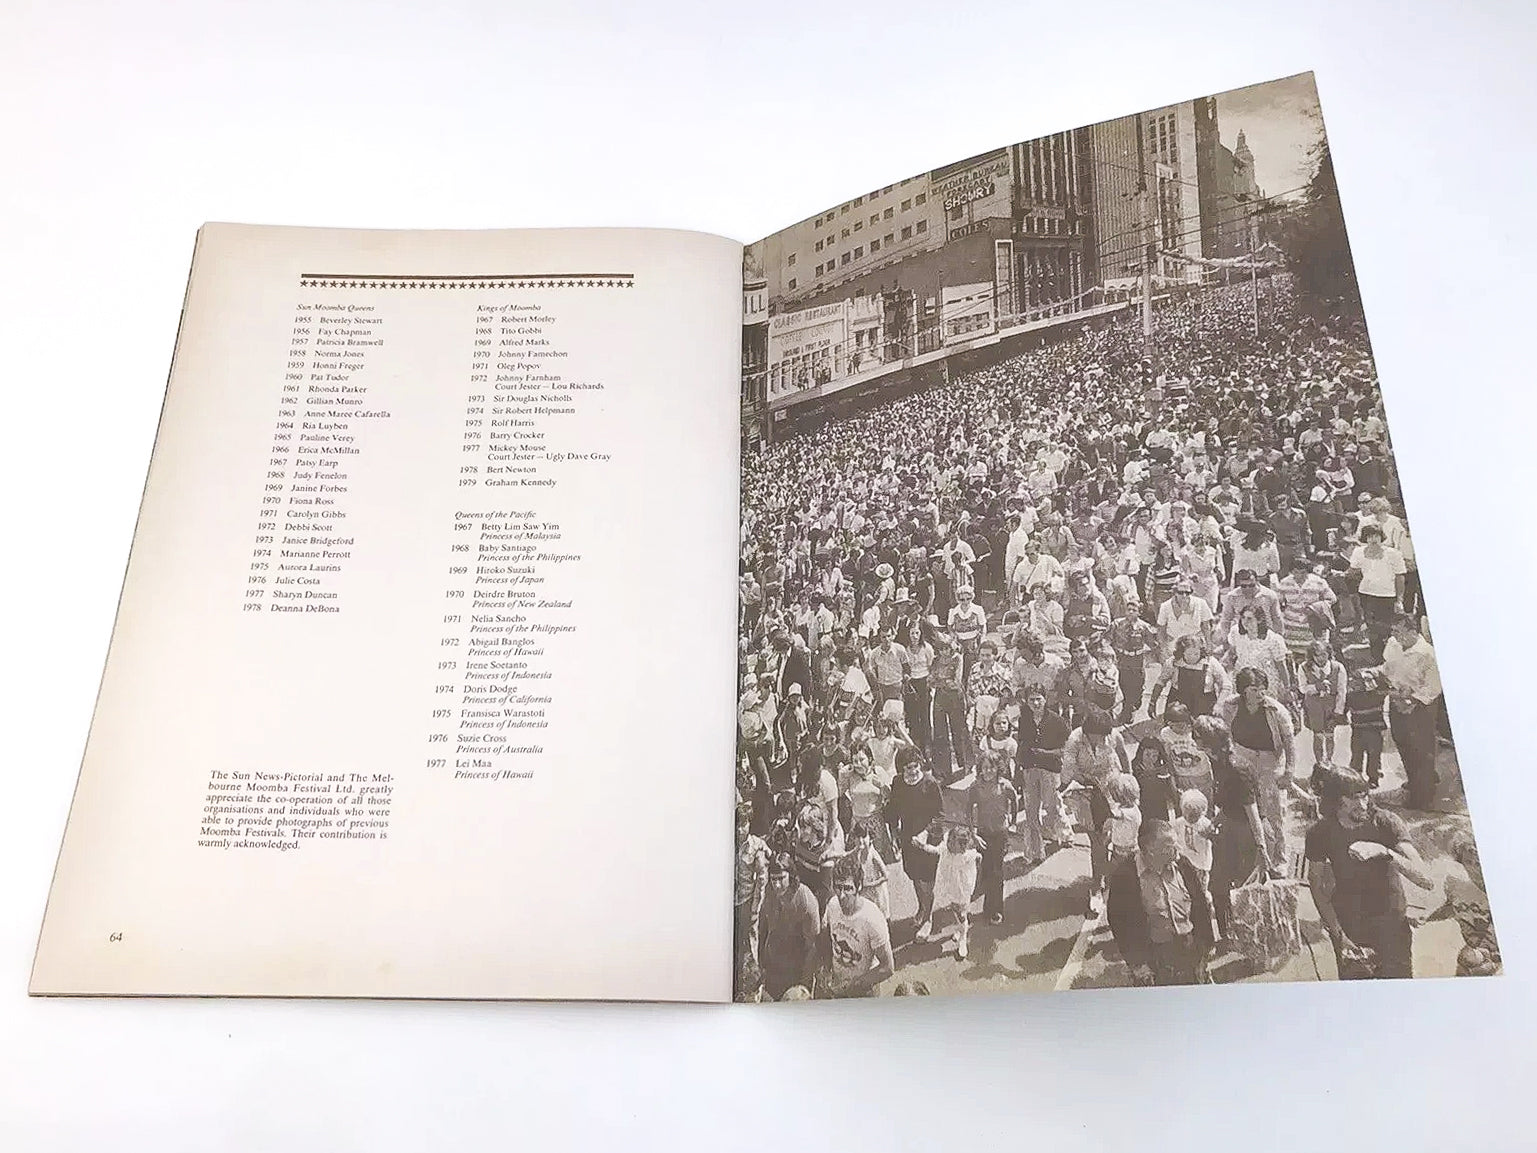 Sun Moomba Queens
1955 Beverley Stewart
1956 Fay Chapman
1957 Patricia Bramwell
1958 Norma Jones
1959 Honni Freger
1960 Pat Tudor
1961 Rhonda Parker
1962 Gillian Munro
1963 Anne Maree Cafarella
1964 Ria Luyben
1965 Pauline Verey
1966 Erica McMillan
1967 Patsy Earp
1968 Judy Fenelon
1969 Janine Forbes
1970 Fiona Ross
1971 Carolyn Gibbs
1972 Debbi Scott
1973 Janice Bridgeford
1974 Marianne Perrott
1975 Aurora Laurins
1976 Julie Costa
1977 Sharyn Duncan
1978 Deanna DeBona
The Sun News-Pictorial and The Mel-
bourne Moomba Festival Ltd. greatly
appreciate the co-operation of all those
organisations and individuals who were
able to provide photographs of previous
Moomba Festivals. Their contribution is
warmly acknowledged.
64
Kings of Moomba
1967 Robert Morley
1968 Tito Gobbi
1969 Alfred Marks
1970 Johnny Famechon
1971 Oleg Popov
1972 Johnny Farnham
Court Jester — Lou Richards
1973 Sir Douglas Nicholls
1974 Sir Robert Helpmann
1975 Rolf Harris
1976 Barry Crocker
1977 Mickey Mouse
Court Jester — Ugly Dave Gray
1978 Bert Newton
1979 Graham Kennedy
Queens of the Pacific
1967 Betty Lim Saw Yim
Princess of Malaysia
1968 Baby Santiago
Princess of the Philippines
1969 Hiroko Suzuki
Princess of Japan
1970 Deirdre Bruton
Princess of New Zealand
1971 Nelia Sancho
Princess of the Philippines
1972 Abigail Banglos
Princess of Hawaii
1973 Irene Soetanto
Princess of Indonesia
1974 Doris Dodge
Princess of California
1975 Fransisca Warastoti
Princess of Indonesia
1976 Suzie Cross
Princess of Australia
1977 Lei Maa
Princess of Hawaii
WEATHER BUREAU
FORECAST
SHOWRY
COLES
CLASSIC RESTAURANT
GROUND & FIRST FLOOR